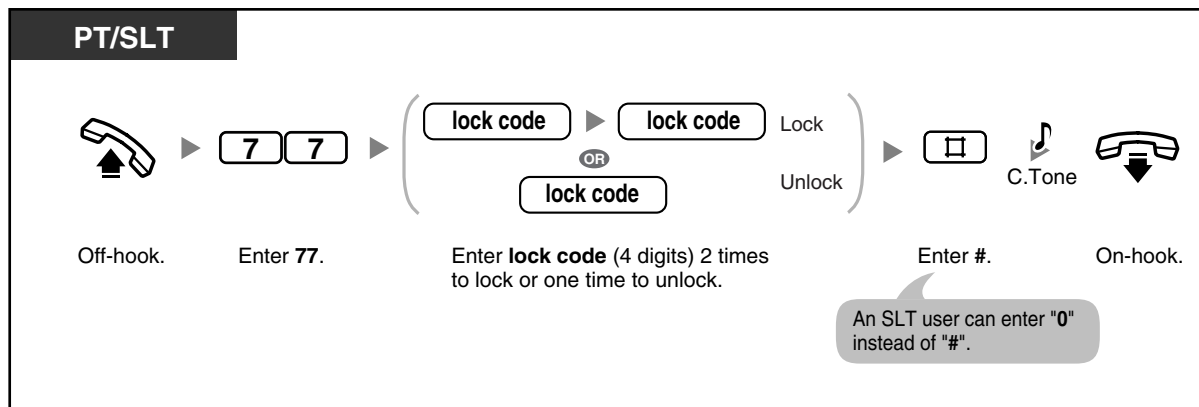 PT/SLT
7 7
lock code lock code Lock
OR
lock code Unlock
#
C.Tone
Off-hook.
Enter 77.
Enter lock code (4 digits) 2 times
to lock or one time to unlock.
Enter #.
On-hook.
An SLT user can enter "0"
instead of "#".